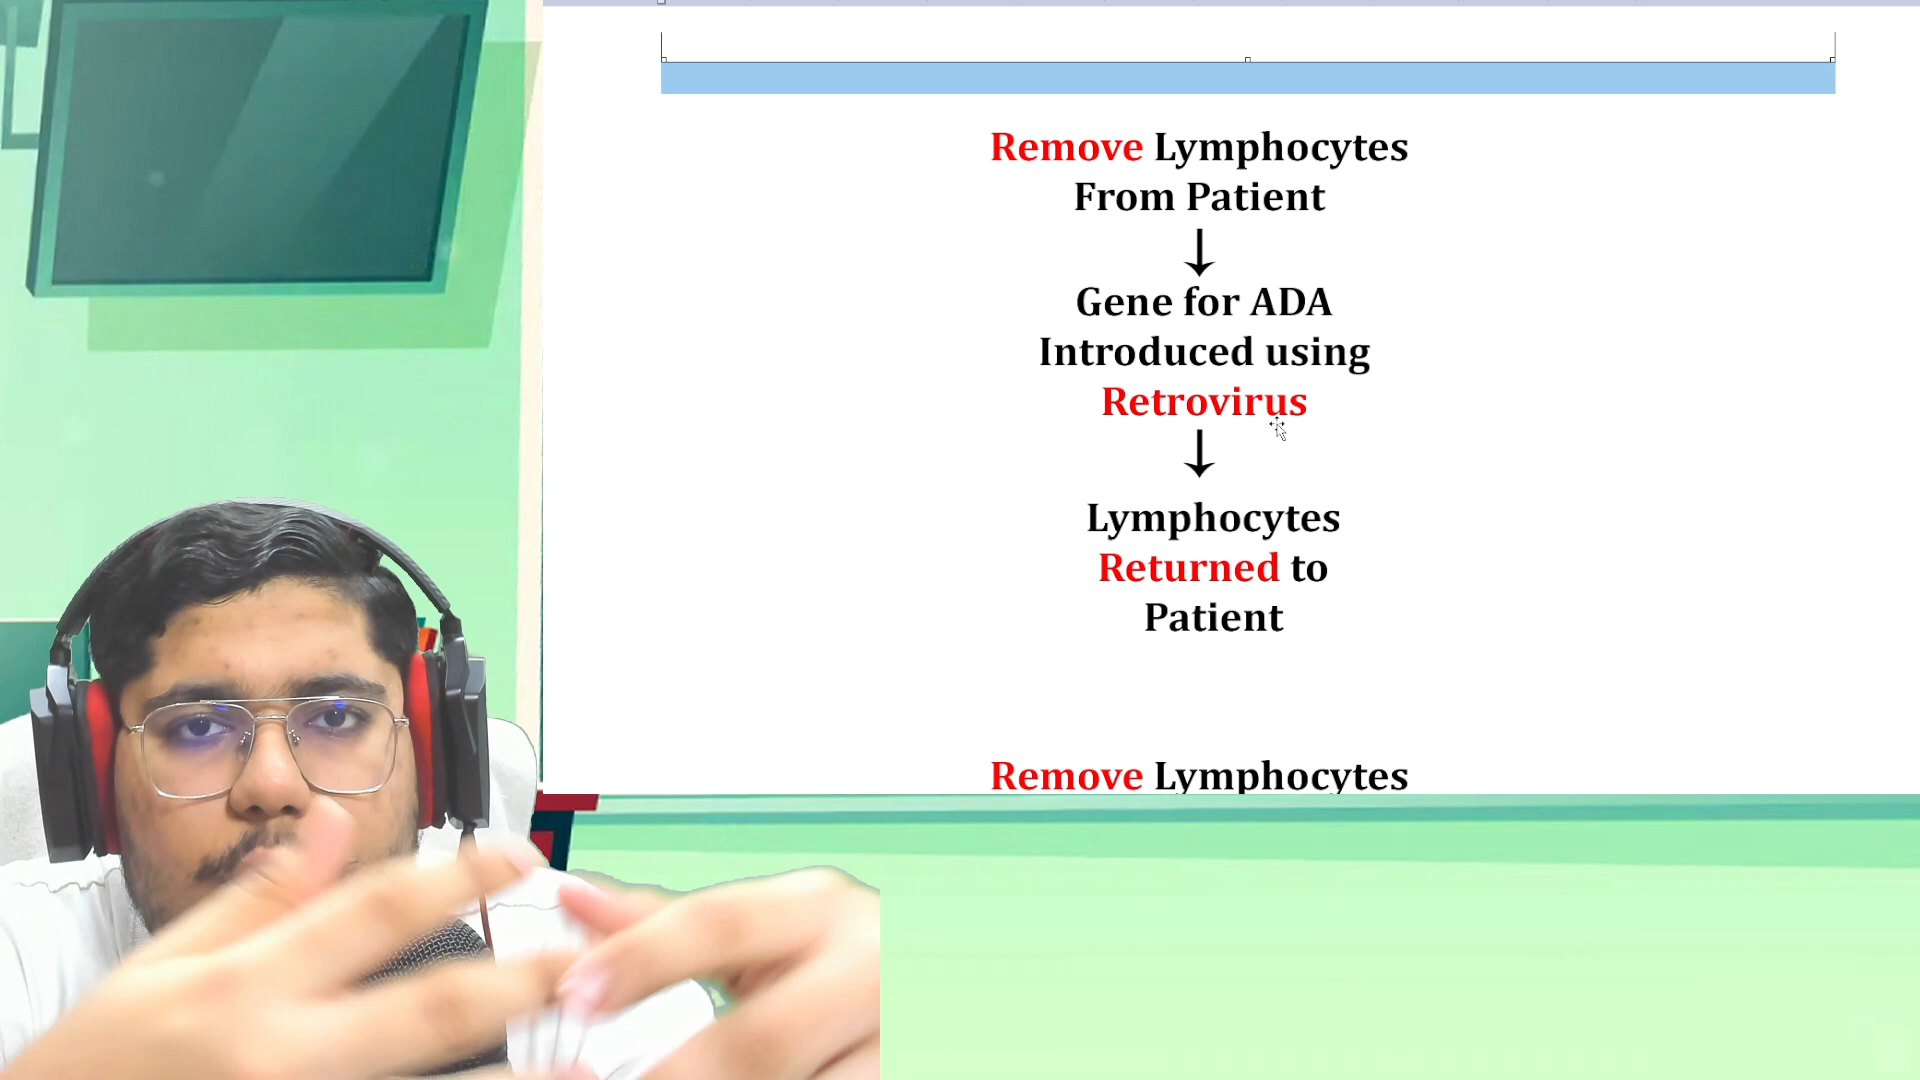 Remove Lymphocytes
From Patient
↓
Gene for ADA
Introduced using
Retrovirus
↓
Lymphocytes
Returned to
Patient
Remove Lymphocytes